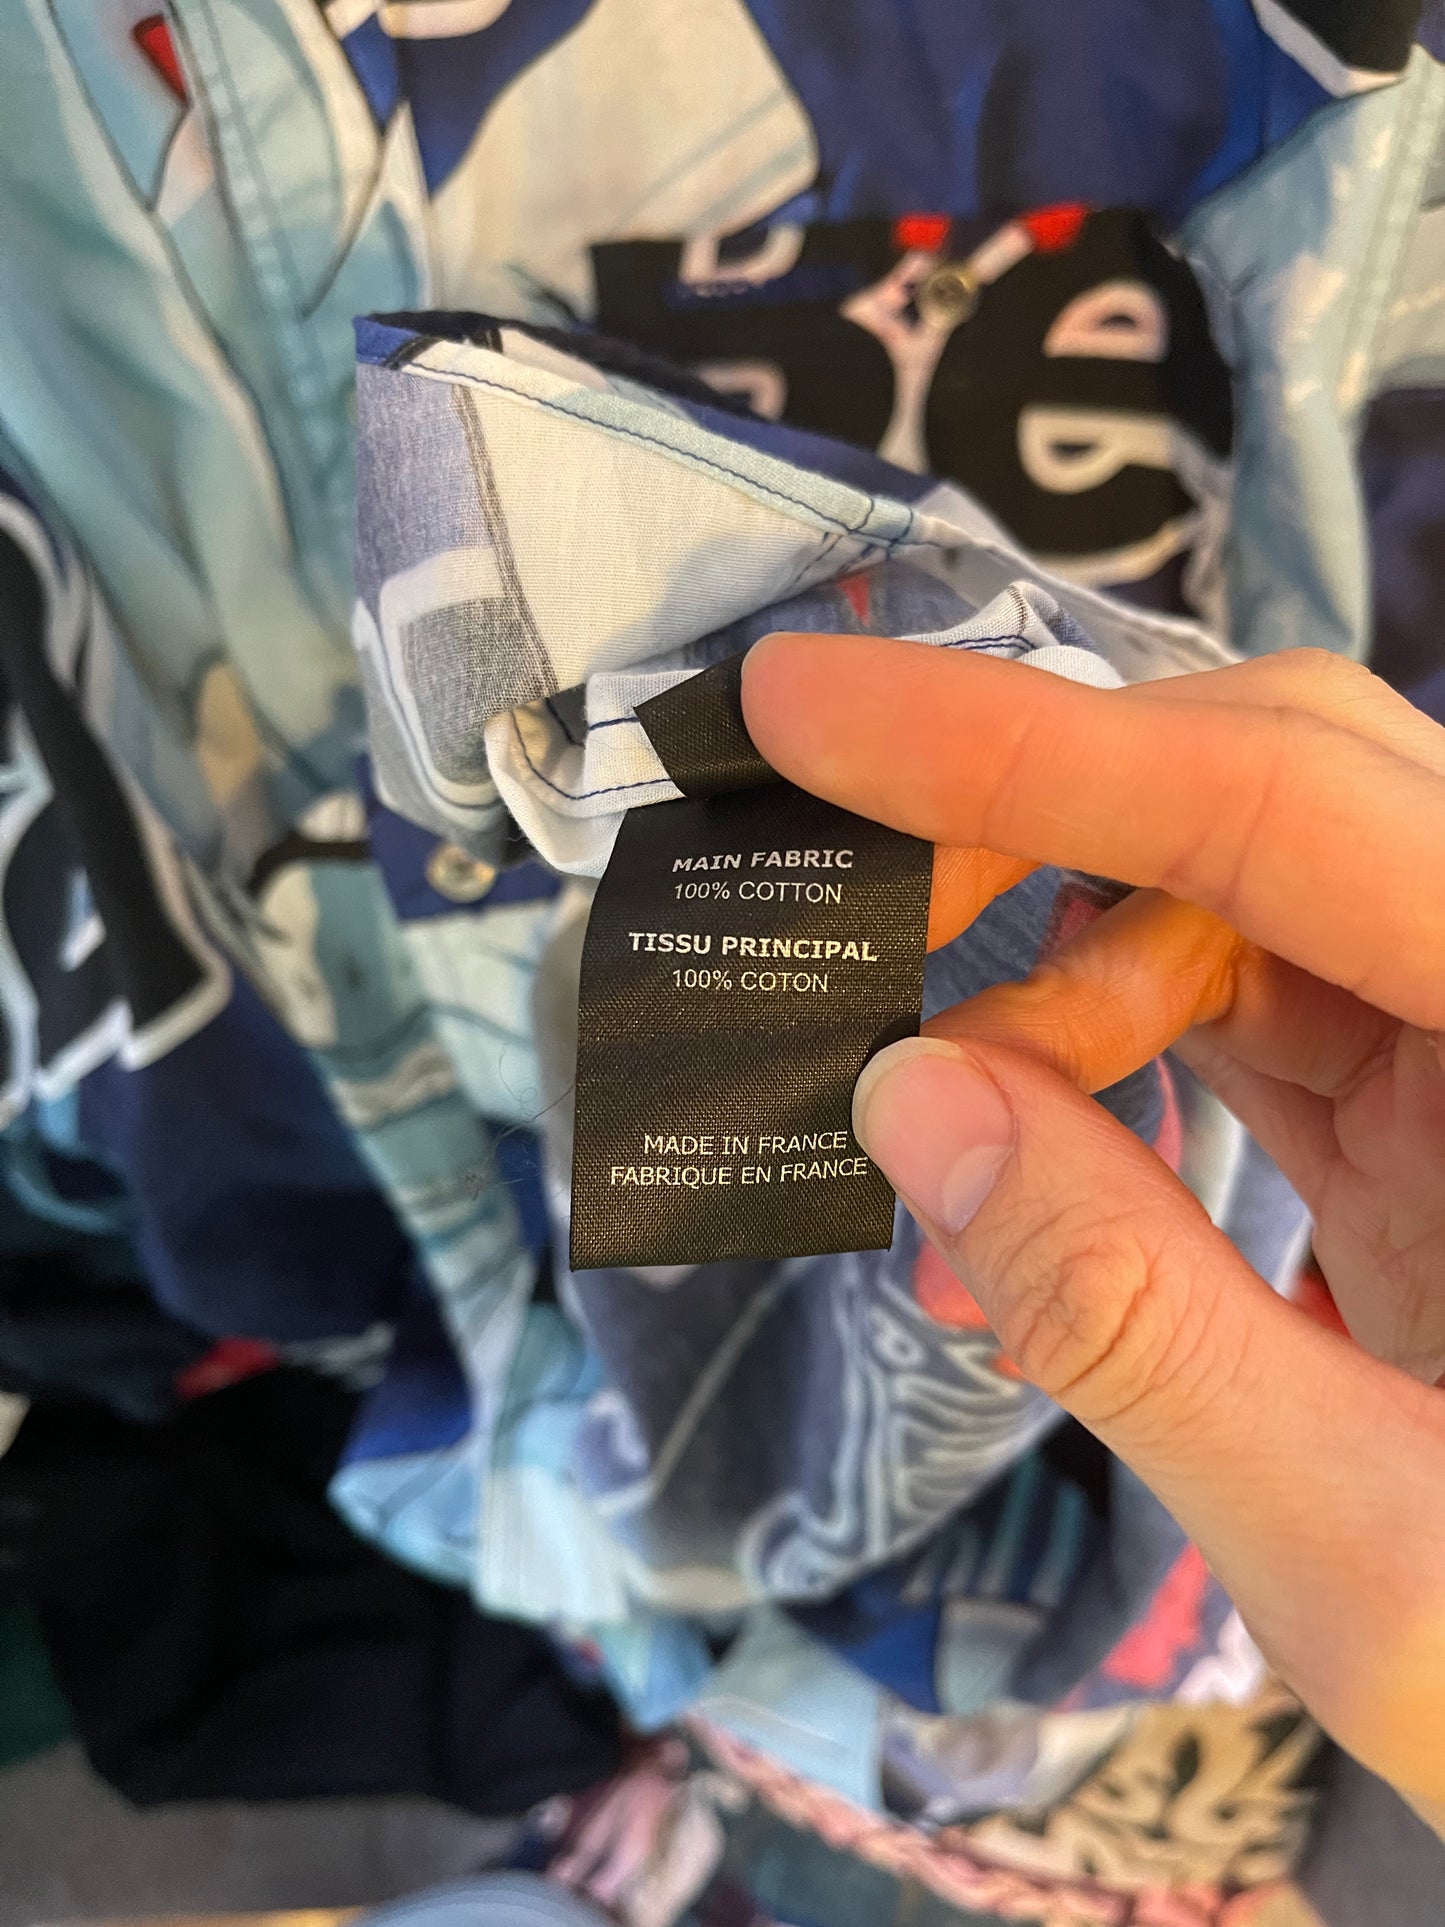 MAIN FABRIC
100% COTTON
TISSU PRINCIPAL
100% COTON
MADE IN FRANCE
FABRIQUE EN FRANCE